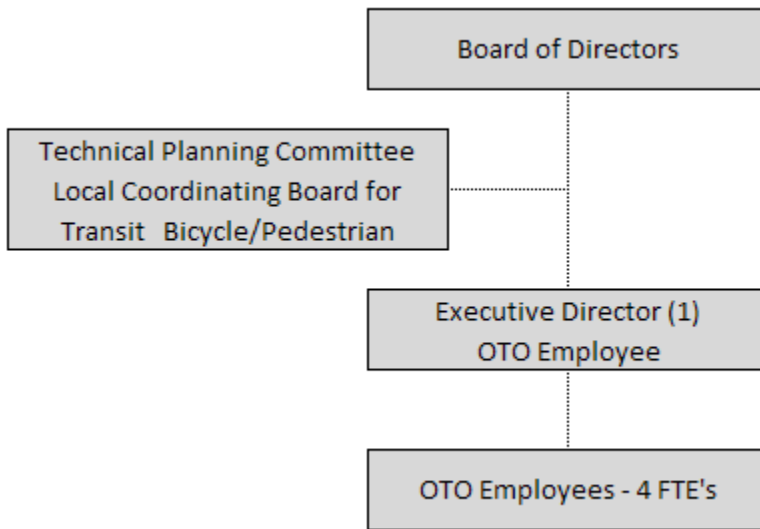 Board of Directors
Technical Planning Committee
Local Coordinating Board for
Transit  Bicycle/Pedestrian
Executive Director (1)
OTO Employee
OTO Employees - 4 FTE's